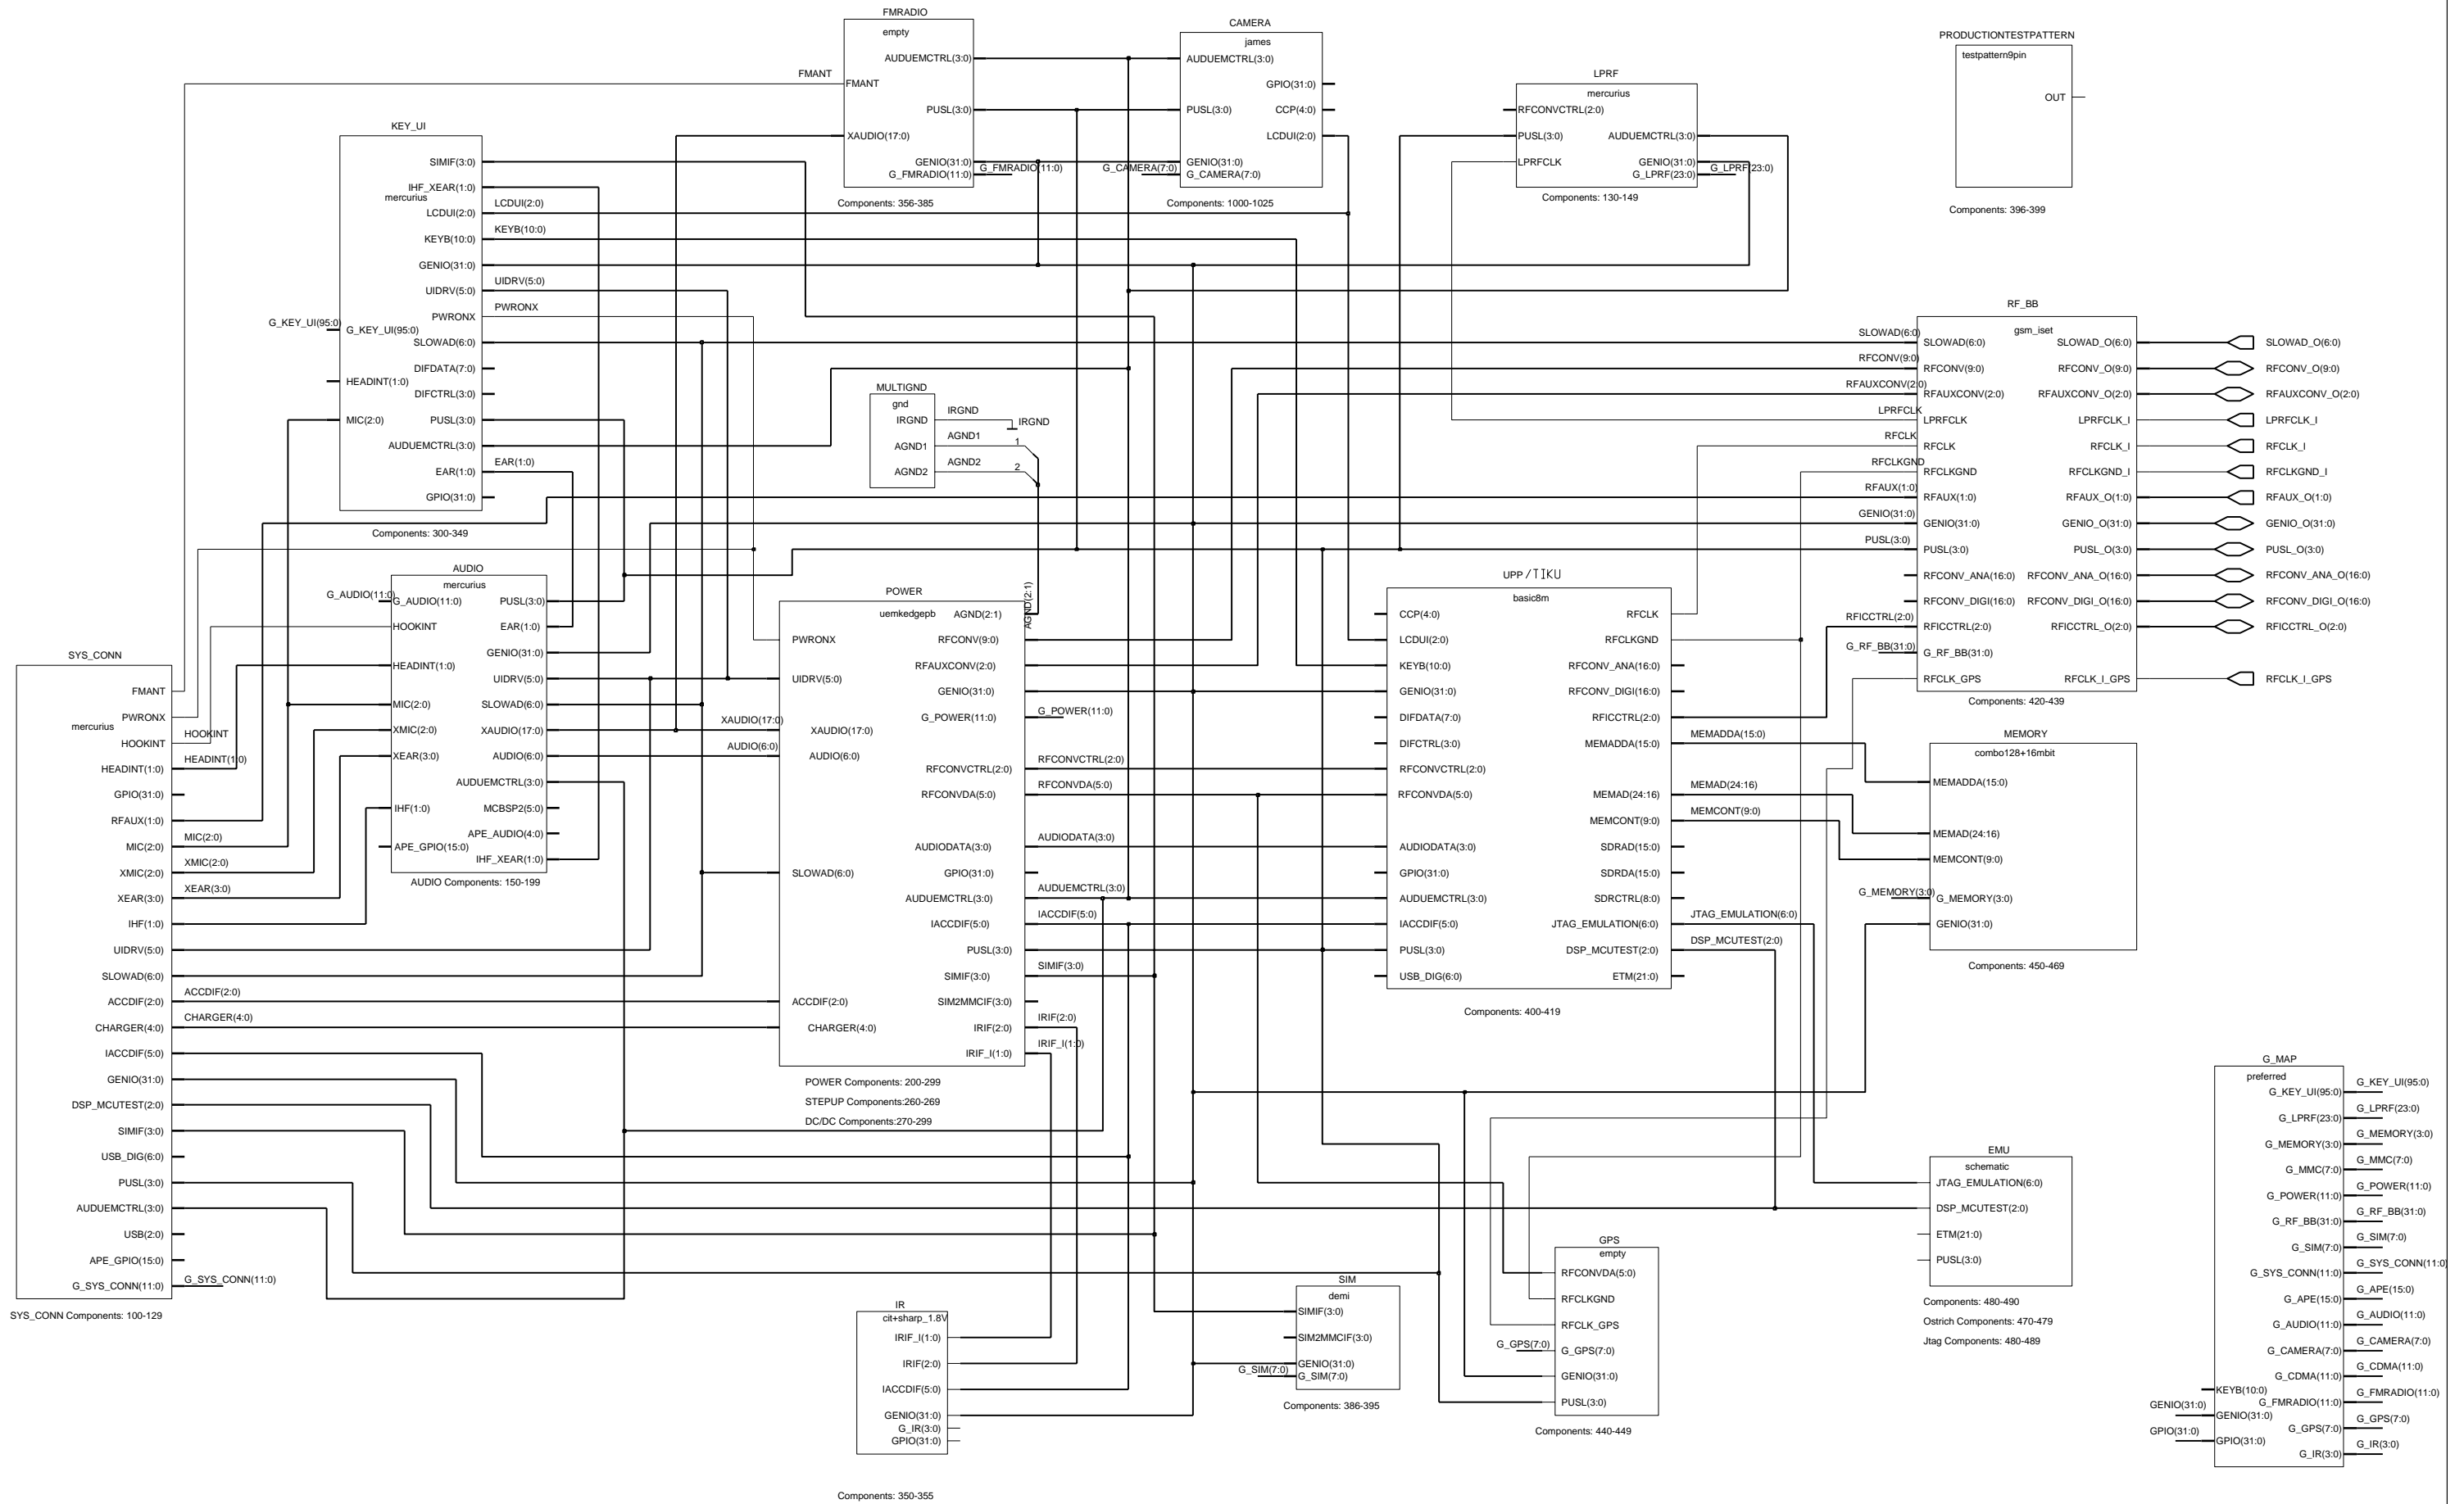 FMRADIO
empty
AUDUEMCTRL(3:0)
FMANT
FMANT
PUSL(3:0)
XAUDIO(17:0)
GENIO(31:0)
G_FMRADIO(11:0)
G_FMRADIO(11:0)
Components: 356-385
CAMERA
james
AUDUEMCTRL(3:0)
GPIO(31:0)
PUSL(3:0)
CCP(4:0)
LCDUI(2:0)
GENIO(31:0)
G_CAMERA(7:0)
G_CAMERA(7:0)
Components: 1000-1025
LPRF
mercurius
RFCONVCTRL(2:0)
PUSL(3:0)
AUDUEMCTRL(3:0)
LPRFCLK
GENIO(31:0)
G_LPRF(23:0)
G_LPRF(23:0)
Components: 130-149
PRODUCTIONTESTPATTERN
testpattern9pin
OUT
Components: 396-399
KEY_UI
SIMIF(3:0)
IHF_XEAR(1:0)
mercurius
LCDUI(2:0)
LCDUI(2:0)
KEYB(10:0)
KEYB(10:0)
GENIO(31:0)
UIDRV(5:0)
UIDRV(5:0)
PWRONX
PWRONX
G_KEY_UI(95:0)
G_KEY_UI(95:0)
SLOWAD(6:0)
DIFDATA(7:0)
HEADINT(1:0)
DIFCTRL(3:0)
MIC(2:0)
PUSL(3:0)
AUDUEMCTRL(3:0)
EAR(1:0)
EAR(1:0)
GPIO(31:0)
Components: 300-349
MULTIGND
gnd
IRGND
IRGND
IRGND
AGND1
AGND1
1
AGND2
AGND2
2
RF_BB
gsm_iset
SLOWAD(6:0)
SLOWAD(6:0)
SLOWAD_O(6:0)
SLOWAD_O(6:0)
RFCONV(9:0)
RFCONV(9:0)
RFCONV_O(9:0)
RFCONV_O(9:0)
RFAUXCONV(2:0)
RFAUXCONV(2:0)
RFAUXCONV_O(2:0)
RFAUXCONV_O(2:0)
LPRFCLK
LPRFCLK
LPRFCLK_I
LPRFCLK_I
RFCLK
RFCLK
RFCLK_I
RFCLK_I
RFCLKGND
RFCLKGND
RFCLKGND_I
RFCLKGND_I
RFAUX(1:0)
RFAUX(1:0)
RFAUX_O(1:0)
RFAUX_O(1:0)
GENIO(31:0)
GENIO(31:0)
GENIO_O(31:0)
GENIO_O(31:0)
PUSL(3:0)
PUSL(3:0)
PUSL_O(3:0)
PUSL_O(3:0)
RFCONV_ANA(16:0)
RFCONV_ANA_O(16:0)
RFCONV_ANA_O(16:0)
RFCONV_DIGI(16:0)
RFCONV_DIGI_O(16:0)
RFCONV_DIGI_O(16:0)
RFICCTRL(2:0)
RFICCTRL(2:0)
RFICCTRL_O(2:0)
RFICCTRL_O(2:0)
G_RF_BB(31:0)
G_RF_BB(31:0)
RFCLK_GPS
RFCLK_I_GPS
RFCLK_I_GPS
Components: 420-439
AUDIO
mercurius
G_AUDIO(11:0)
G_AUDIO(11:0)
PUSL(3:0)
HOOKINT
EAR(1:0)
GENIO(31:0)
HEADINT(1:0)
UIDRV(5:0)
MIC(2:0)
SLOWAD(6:0)
XMIC(2:0)
XAUDIO(17:0)
XEAR(3:0)
AUDIO(6:0)
AUDUEMCTRL(3:0)
IHF(1:0)
MCBSP2(5:0)
APE_AUDIO(4:0)
APE_GPIO(15:0)
IHF_XEAR(1:0)
AUDIO Components: 150-199
POWER
uemkedgepb
AGND(2:1)
AGND(2:1)
PWRONX
RFCONV(9:0)
RFAUXCONV(2:0)
UIDRV(5:0)
GENIO(31:0)
G_POWER(11:0)
G_POWER(11:0)
XAUDIO(17:0)
XAUDIO(17:0)
AUDIO(6:0)
AUDIO(6:0)
RFCONVCTRL(2:0)
RFCONVCTRL(2:0)
RFCONVDA(5:0)
RFCONVDA(5:0)
AUDIODATA(3:0)
AUDIODATA(3:0)
SLOWAD(6:0)
GPIO(31:0)
AUDUEMCTRL(3:0)
AUDUEMCTRL(3:0)
IACCDIF(5:0)
IACCDIF(5:0)
PUSL(3:0)
SIMIF(3:0)
SIMIF(3:0)
ACCDIF(2:0)
SIM2MMCIF(3:0)
CHARGER(4:0)
IRIF(2:0)
IRIF(2:0)
IRIF_I(1:0)
IRIF_I(1:0)
POWER Components: 200-299
STEPUP Components:260-269
DC/DC Components:270-299
UPP /TIKU
basic8m
CCP(4:0)
RFCLK
LCDUI(2:0)
RFCLKGND
KEYB(10:0)
RFCONV_ANA(16:0)
GENIO(31:0)
RFCONV_DIGI(16:0)
DIFDATA(7:0)
RFICCTRL(2:0)
DIFCTRL(3:0)
MEMADDA(15:0)
MEMADDA(15:0)
RFCONVCTRL(2:0)
RFCONVDA(5:0)
MEMAD(24:16)
MEMAD(24:16)
MEMCONT(9:0)
MEMCONT(9:0)
AUDIODATA(3:0)
SDRAD(15:0)
GPIO(31:0)
SDRDA(15:0)
AUDUEMCTRL(3:0)
SDRCTRL(8:0)
IACCDIF(5:0)
JTAG_EMULATION(6:0)
JTAG_EMULATION(6:0)
PUSL(3:0)
DSP_MCUTEST(2:0)
DSP_MCUTEST(2:0)
USB_DIG(6:0)
ETM(21:0)
Components: 400-419
MEMORY
combo128+16mbit
MEMADDA(15:0)
MEMAD(24:16)
MEMCONT(9:0)
G_MEMORY(3:0)
G_MEMORY(3:0)
GENIO(31:0)
Components: 450-469
SYS_CONN
FMANT
PWRONX
mercurius
HOOKINT
HOOKINT
HEADINT(1:0)
HEADINT(1:0)
GPIO(31:0)
RFAUX(1:0)
MIC(2:0)
MIC(2:0)
XMIC(2:0)
XMIC(2:0)
XEAR(3:0)
XEAR(3:0)
IHF(1:0)
UIDRV(5:0)
SLOWAD(6:0)
ACCDIF(2:0)
ACCDIF(2:0)
CHARGER(4:0)
CHARGER(4:0)
IACCDIF(5:0)
GENIO(31:0)
DSP_MCUTEST(2:0)
SIMIF(3:0)
USB_DIG(6:0)
PUSL(3:0)
AUDUEMCTRL(3:0)
USB(2:0)
APE_GPIO(15:0)
G_SYS_CONN(11:0)
G_SYS_CONN(11:0)
SYS_CONN Components: 100-129
IR
cit+sharp_1.8V
IRIF_I(1:0)
IRIF(2:0)
IACCDIF(5:0)
GENIO(31:0)
G_IR(3:0)
GPIO(31:0)
Components: 350-355
SIM
demi
SIMIF(3:0)
SIM2MMCIF(3:0)
GENIO(31:0)
G_SIM(7:0)
G_SIM(7:0)
Components: 386-395
GPS
empty
RFCONVDA(5:0)
RFCLKGND
RFCLK_GPS
G_GPS(7:0)
G_GPS(7:0)
GENIO(31:0)
PUSL(3:0)
Components: 440-449
EMU
schematic
JTAG_EMULATION(6:0)
DSP_MCUTEST(2:0)
ETM(21:0)
PUSL(3:0)
Components: 480-490
Ostrich Components: 470-479
Jtag Components: 480-489
G_MAP
preferred
G_KEY_UI(95:0)
G_KEY_UI(95:0)
G_LPRF(23:0)
G_LPRF(23:0)
G_MEMORY(3:0)
G_MEMORY(3:0)
G_MMC(7:0)
G_MMC(7:0)
G_POWER(11:0)
G_POWER(11:0)
G_RF_BB(31:0)
G_RF_BB(31:0)
G_SIM(7:0)
G_SIM(7:0)
G_SYS_CONN(11:0)
G_SYS_CONN(11:0)
G_APE(15:0)
G_APE(15:0)
G_AUDIO(11:0)
G_AUDIO(11:0)
G_CAMERA(7:0)
G_CAMERA(7:0)
G_CDMA(11:0)
G_CDMA(11:0)
KEYB(10:0)
G_FMRADIO(11:0)
G_FMRADIO(11:0)
GENIO(31:0)
GENIO(31:0)
G_GPS(7:0)
G_GPS(7:0)
GPIO(31:0)
GPIO(31:0)
G_IR(3:0)
G_IR(3:0)